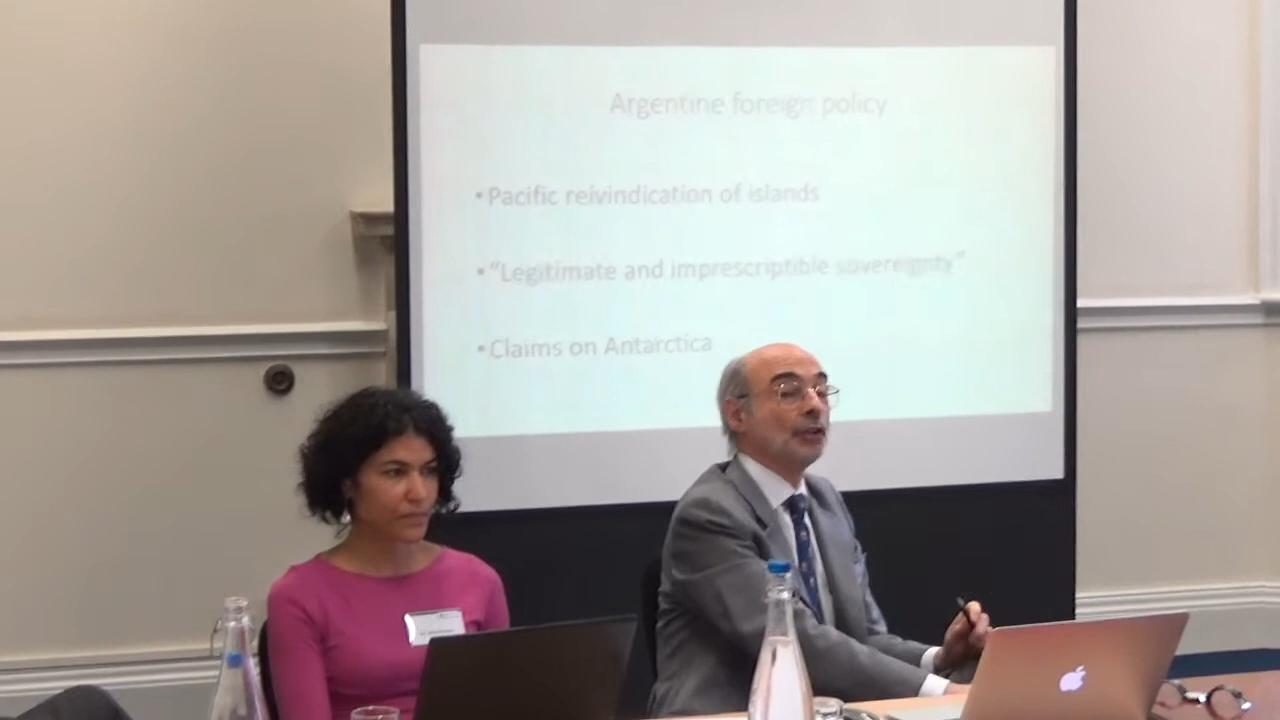 Argentine foreign policy
•Pacific reivindication of islands
•"Legitimate and imprescriptible sovereignty"
•Claims on Antarctica